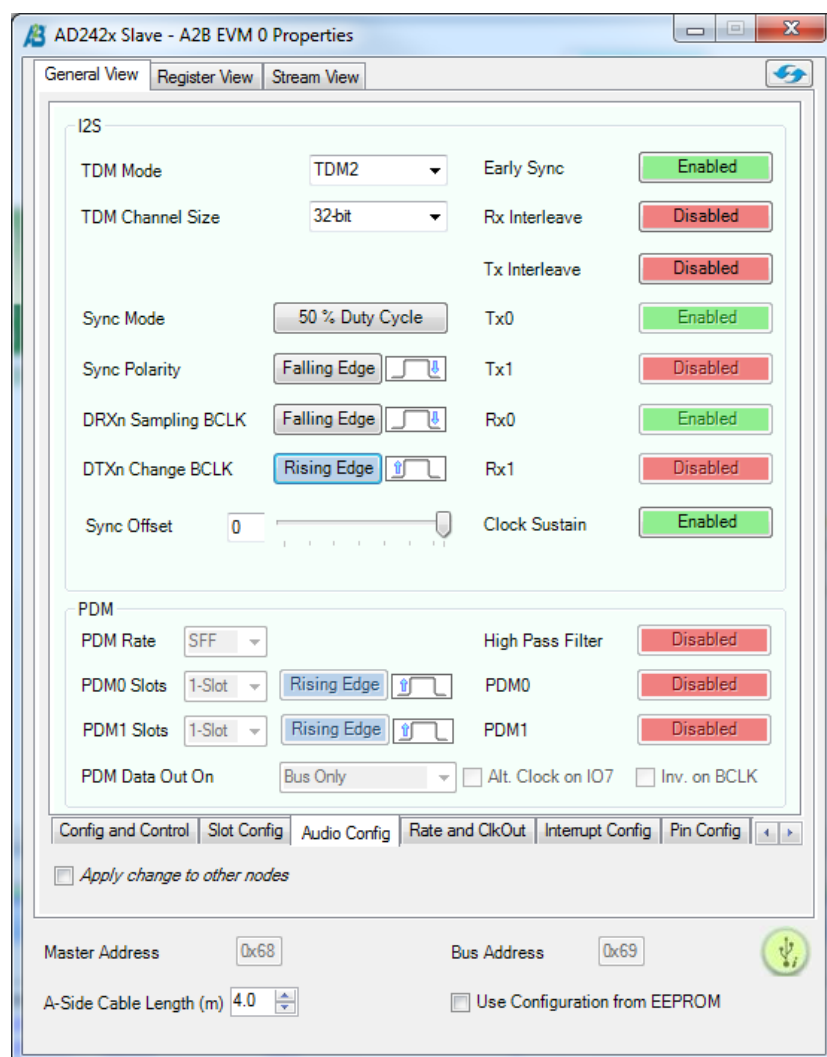 AD242x Slave - A2B EVM 0 Properties
General View Register View Stream View
I2S
TDM Mode TDM2 Early Sync Enabled
TDM Channel Size 32-bit Rx Interleave Disabled
Tx Interleave Disabled
Sync Mode 50 % Duty Cycle Tx0 Enabled
Sync Polarity Falling Edge Tx1 Disabled
DRXn Sampling BCLK Falling Edge Rx0 Enabled
DTXn Change BCLK Rising Edge Rx1 Disabled
Sync Offset 0 Clock Sustain Enabled
PDM
PDM Rate SFF High Pass Filter Disabled
PDM0 Slots 1-Slot Rising Edge PDM0 Disabled
PDM1 Slots 1-Slot Rising Edge PDM1 Disabled
PDM Data Out On Bus Only Alt. Clock on IO7 Inv. on BCLK
Config and Control Slot Config Audio Config Rate and ClkOut Interrupt Config Pin Config
Apply change to other nodes
Master Address 0x68 Bus Address 0x69
A-Side Cable Length (m) 4.0 Use Configuration from EEPROM